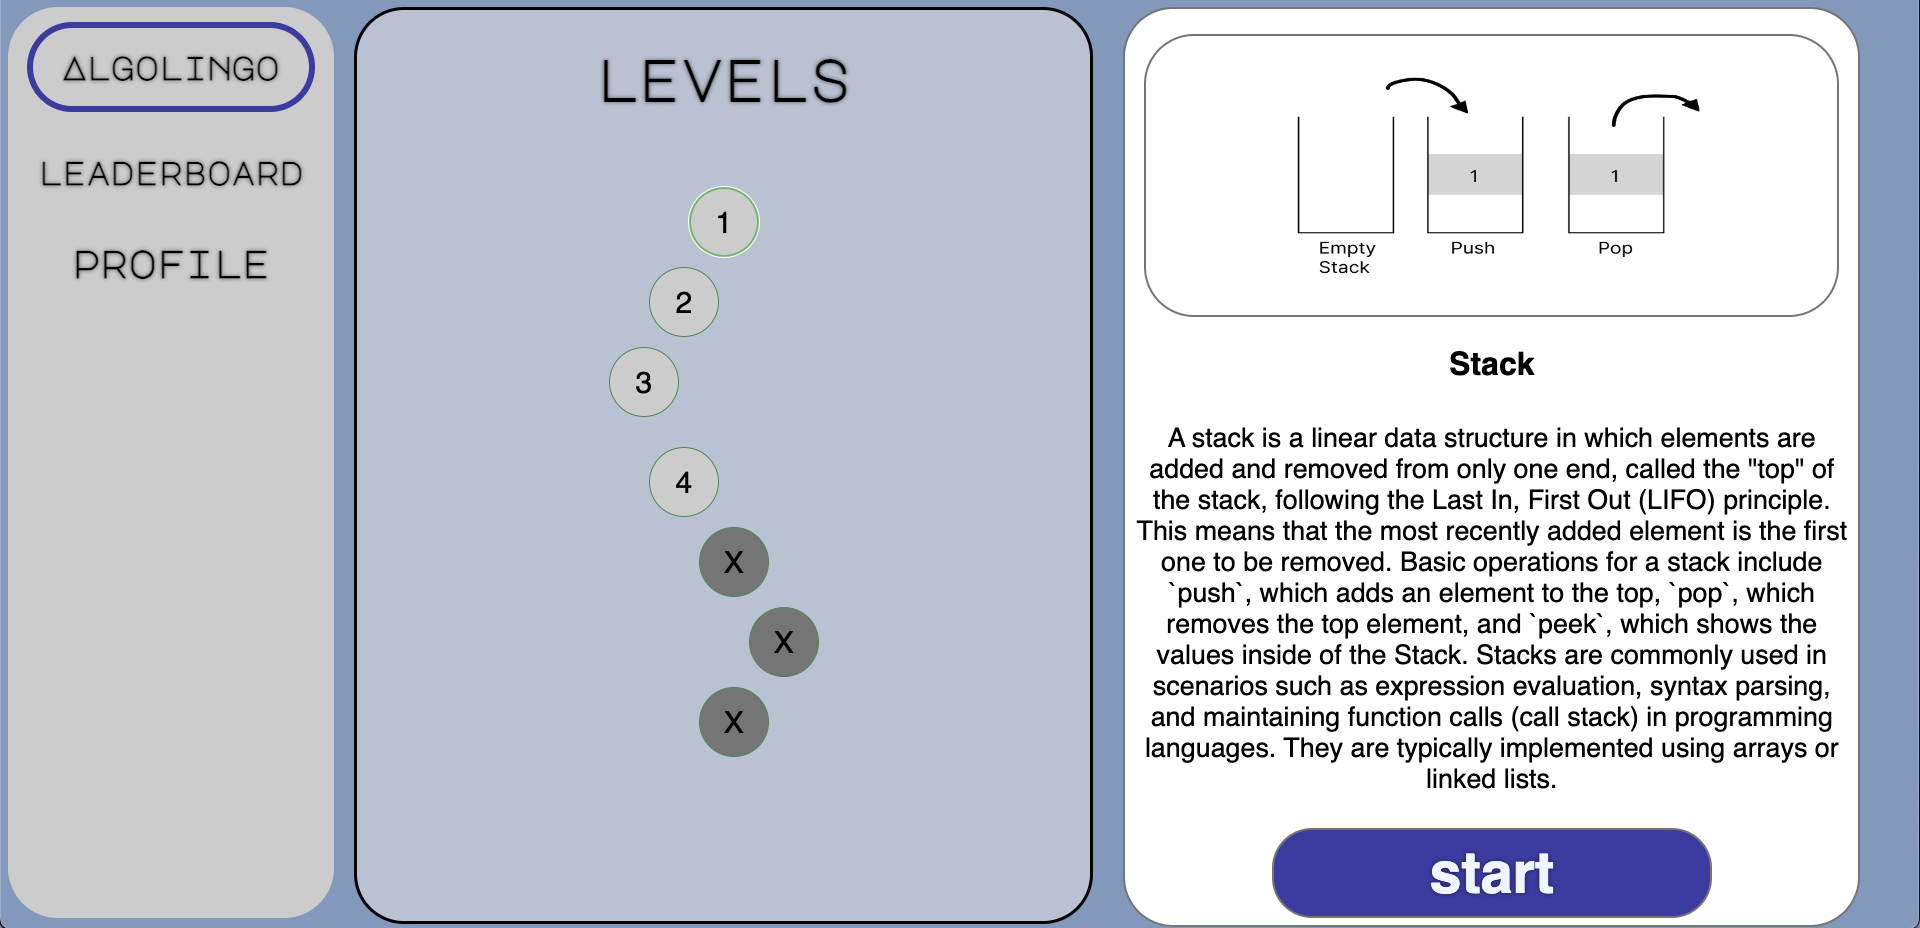 ΔLGOLINGO
LEADERBOARD
PROFILE
LEVELS
1
2
3
4
X
X
X
1
1
Empty
Stack
Push
Pop
Stack
A stack is a linear data structure in which elements are
added and removed from only one end, called the "top" of
the stack, following the Last In, First Out (LIFO) principle.
This means that the most recently added element is the first
one to be removed. Basic operations for a stack include
`push`, which adds an element to the top, `pop`, which
removes the top element, and `peek`, which shows the
values inside of the Stack. Stacks are commonly used in
scenarios such as expression evaluation, syntax parsing,
and maintaining function calls (call stack) in programming
languages. They are typically implemented using arrays or
linked lists.
start